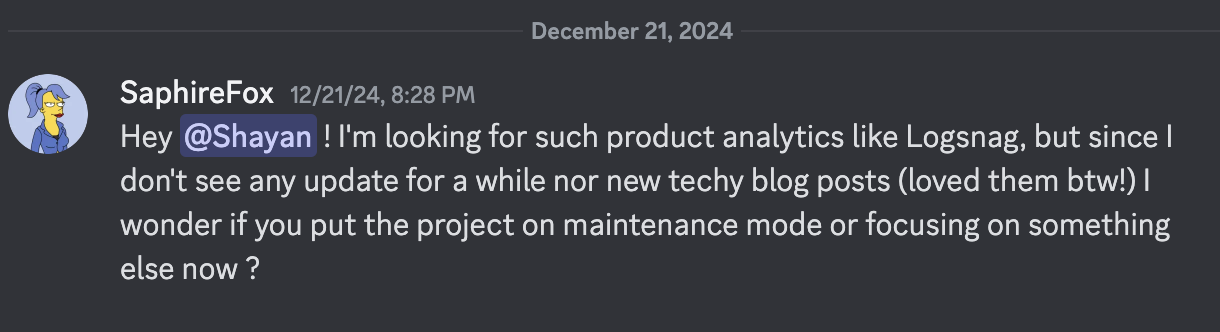 December 21, 2024
SaphireFox 12/21/24, 8:28 PM
Hey @Shayan ! I'm looking for such product analytics like Logsnag, but since I
don't see any update for a while nor new techy blog posts (loved them btw!) I
wonder if you put the project on maintenance mode or focusing on something
else now ?